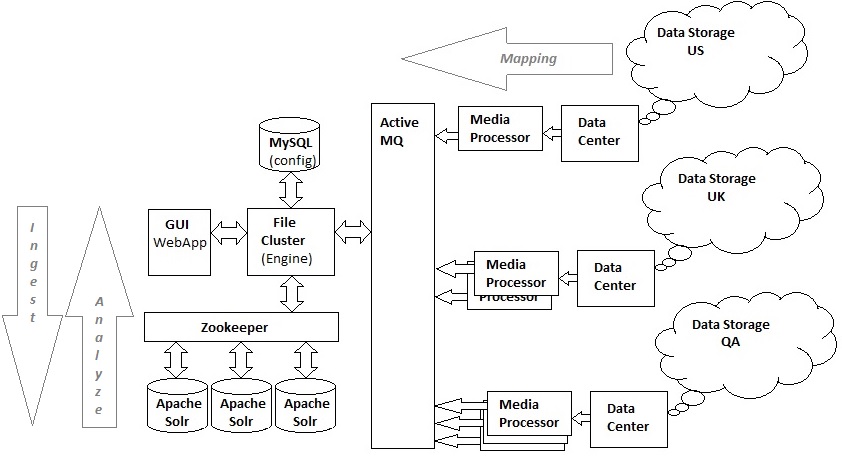 Data Storage
US
Mapping
Active
MQ
Media
Processor
Data
Center
MySQL
(config)
Data Storage
UK
GUI
WebApp
File
Cluster
(Engine)
Media
Processor
Processor
Data
Center
Ingest
Analyze
Zookeeper
Data Storage
QA
Apache
Solr
Apache
Solr
Apache
Solr
Media
Processor
Data
Center